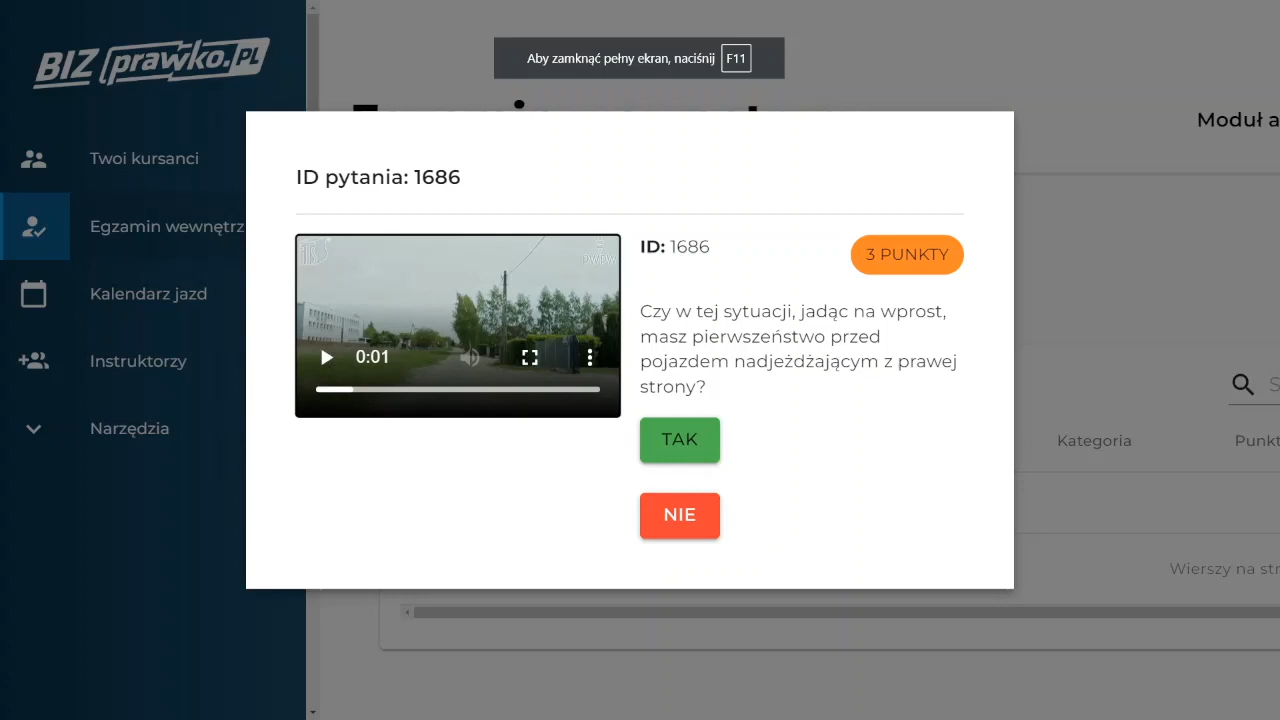 BIZ prawko.PL
Aby zamknąć pełny ekran, naciśnij F11
Moduł a
Twoi kursanci
Egzamin wewnętrz
Kalendarz jazd
Instruktorzy
Narzędzia
ID pytania: 1686
0:01
ID: 1686
3 PUNKTY
Czy w tej sytuacji, jadąc na wprost,
masz pierwszeństwo przed
pojazdem nadjeżdżającym z prawej
strony?
TAK
NIE
S
Kategoria
Punkt
Wierszy na str